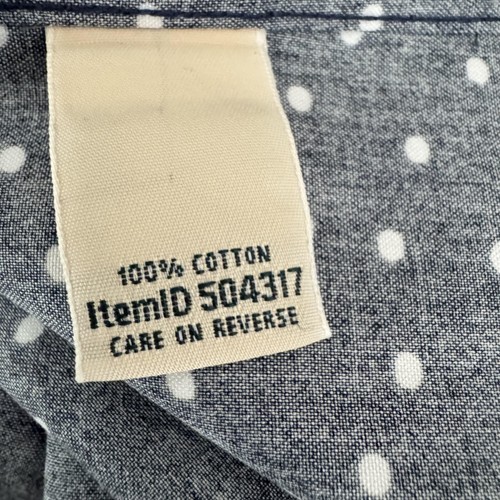 100% COTTON
ItemID 504317
CARE ON REVERSE